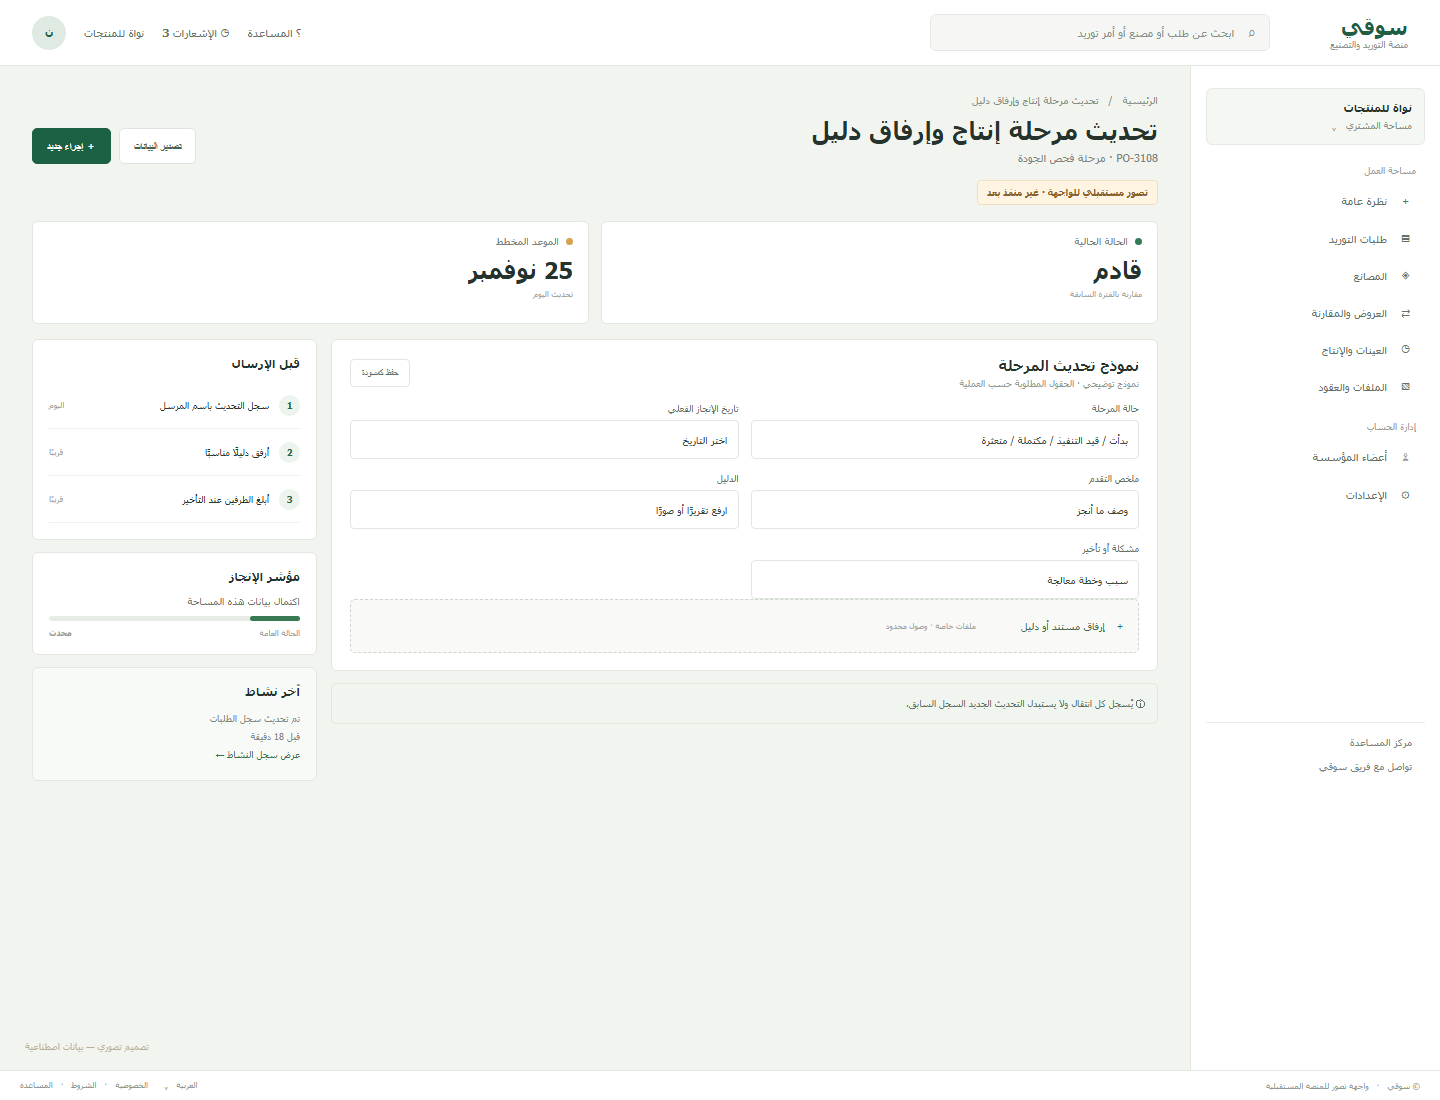 سوقي
منصة التوريد والتصنيع
ابحث عن طلب أو مصنع أو أمر توريد
؟ المساعدة
الإشعارات 3
نواة للمنتجات
ن
نواة للمنتجات
مساحة المشتري
مساحة العمل
+ نظرة عامة
طلبات التوريد
المصانع
العروض والمقارنة
العينات والإنتاج
الملفات والعقود
إدارة الحساب
أعضاء المؤسسة
الإعدادات
مركز المساعدة
تواصل مع فريق سوقي
الرئيسية / تحديث مرحلة إنتاج وإرفاق دليل
تحديث مرحلة إنتاج وإرفاق دليل
PO-3108 · مرحلة فحص الجودة
تصدير البيانات
+ إجراء جديد
تصور مستقبلي للواجهة · غير منفذ بعد
الحالة الحالية
قادم
مقارنة بالفترة السابقة
الموعد المخطط
25 نوفمبر
تحديث اليوم
نموذج تحديث المرحلة
نموذج توضيحي · الحقول المطلوبة حسب العملية
حفظ كمسودة
حالة المرحلة
بدأت / قيد التنفيذ / مكتملة / متعثرة
تاريخ الإنجاز الفعلي
اختر التاريخ
ملخص التقدم
وصف ما أنجز
الدليل
ارفع تقريرًا أو صورًا
مشكلة أو تأخير
سبب وخطة معالجة
+ إرفاق مستند أو دليل
ملفات خاصة · وصول محدود
يُسجل كل انتقال ولا يستبدل التحديث الجديد السجل السابق.
قبل الإرسال
1 سجل التحديث باسم المرسل
اليوم
2 أرفق دليلًا مناسبًا
قريبًا
3 أبلغ الطرفين عند التأخير
قريبًا
مؤشر الإنجاز
اكتمال بيانات هذه المساحة
الحالة العامة
محدث
آخر نشاط
تم تحديث سجل الطلبات
قبل 18 دقيقة
عرض سجل النشاط ←
تصميم تصوري — بيانات اصطناعية
© سوقي · واجهة تصور للمنصة المستقبلية
العربية
الخصوصية · الشروط · المساعدة